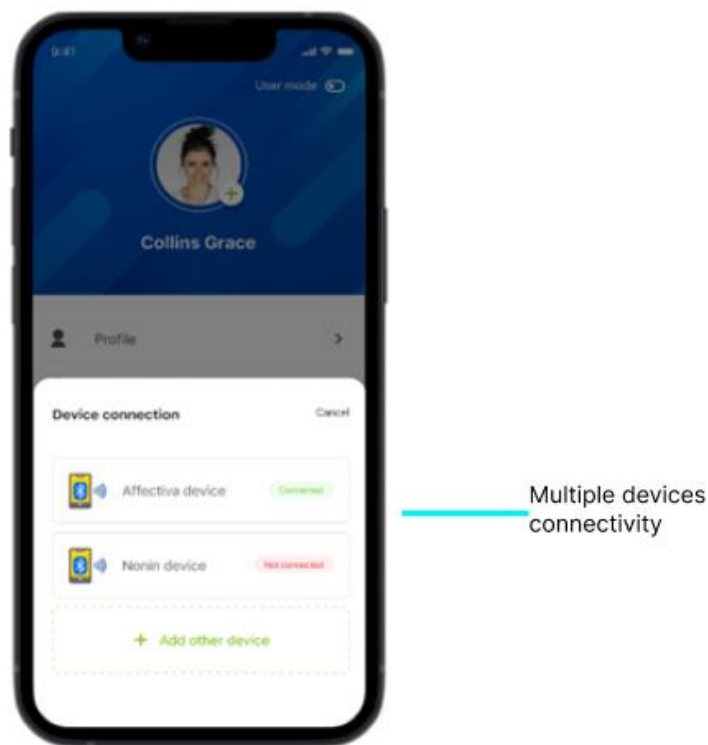 9:41
User mode
Collins Grace
Profile
Device connection
Cancel
Affectiva device
Connected
Nonin device
Not connected
+ Add other device
Multiple devices
connectivity